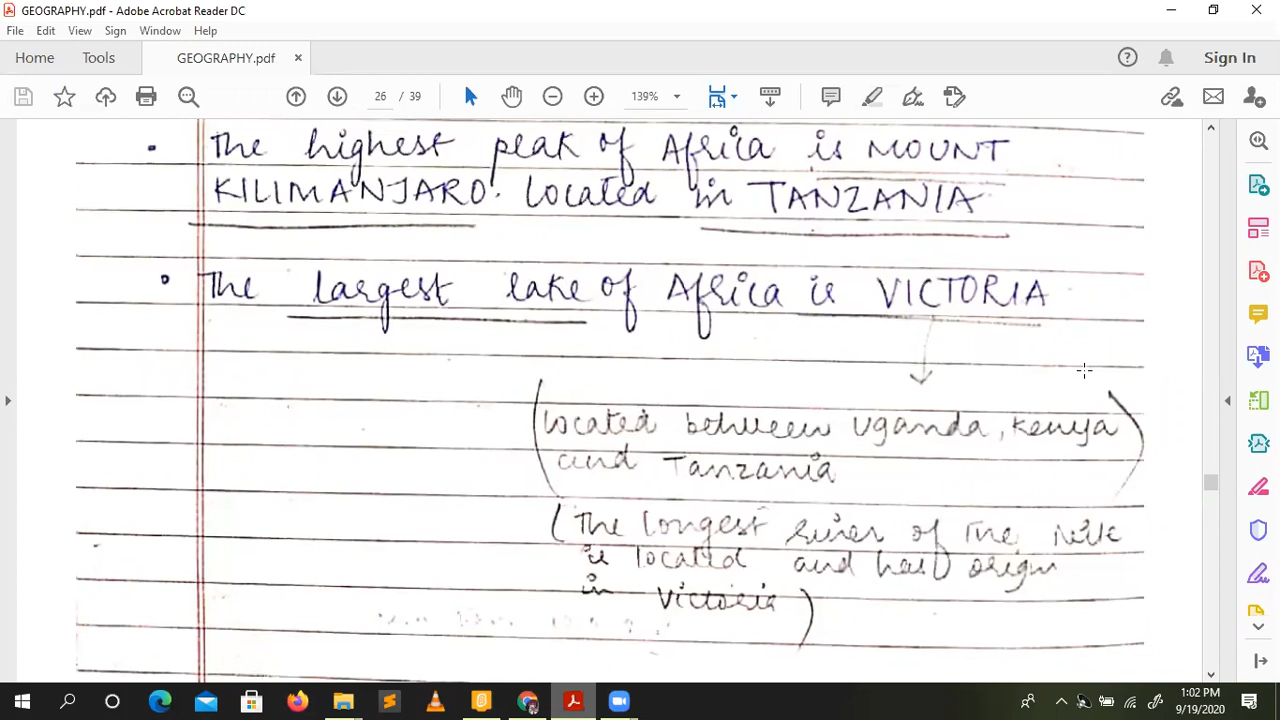 GEOGRAPHY.pdf - Adobe Acrobat Reader DC
File Edit View Sign Window Help
Home Tools GEOGRAPHY.pdf × Sign In
26 / 39 139%
• The highest peak of Africa is MOUNT
KILIMANJARO. Located in TANZANIA
• The largest lake of Africa is VICTORIA
(located between Uganda, Kenya
and Tanzania)
(The longest river of The Nile
is located and has origin
in Victoria)
1:02 PM
9/19/2020